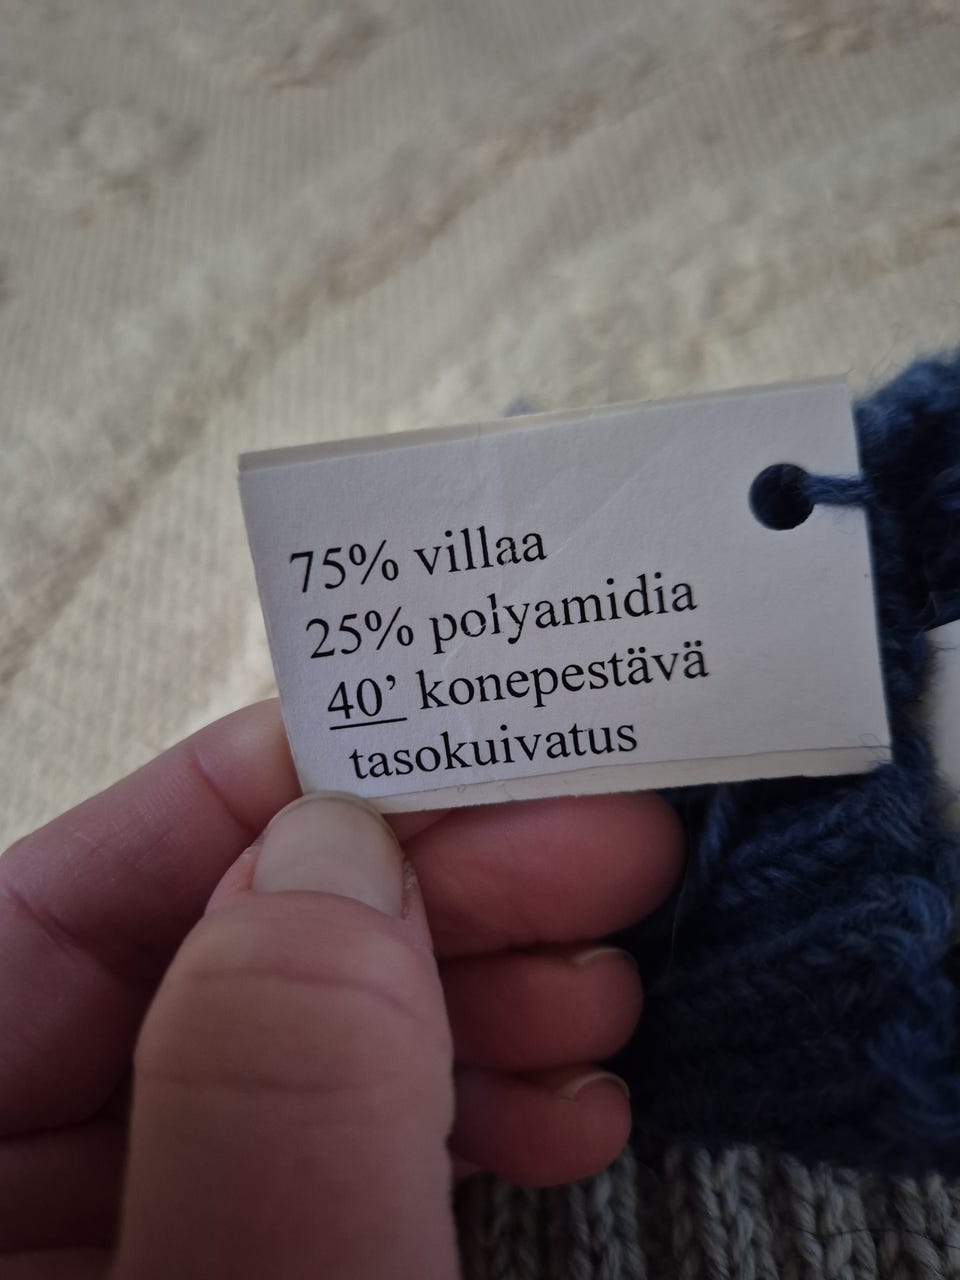 75% villaa
25% polyamidia
40’ konepestävä
tasokuivatus